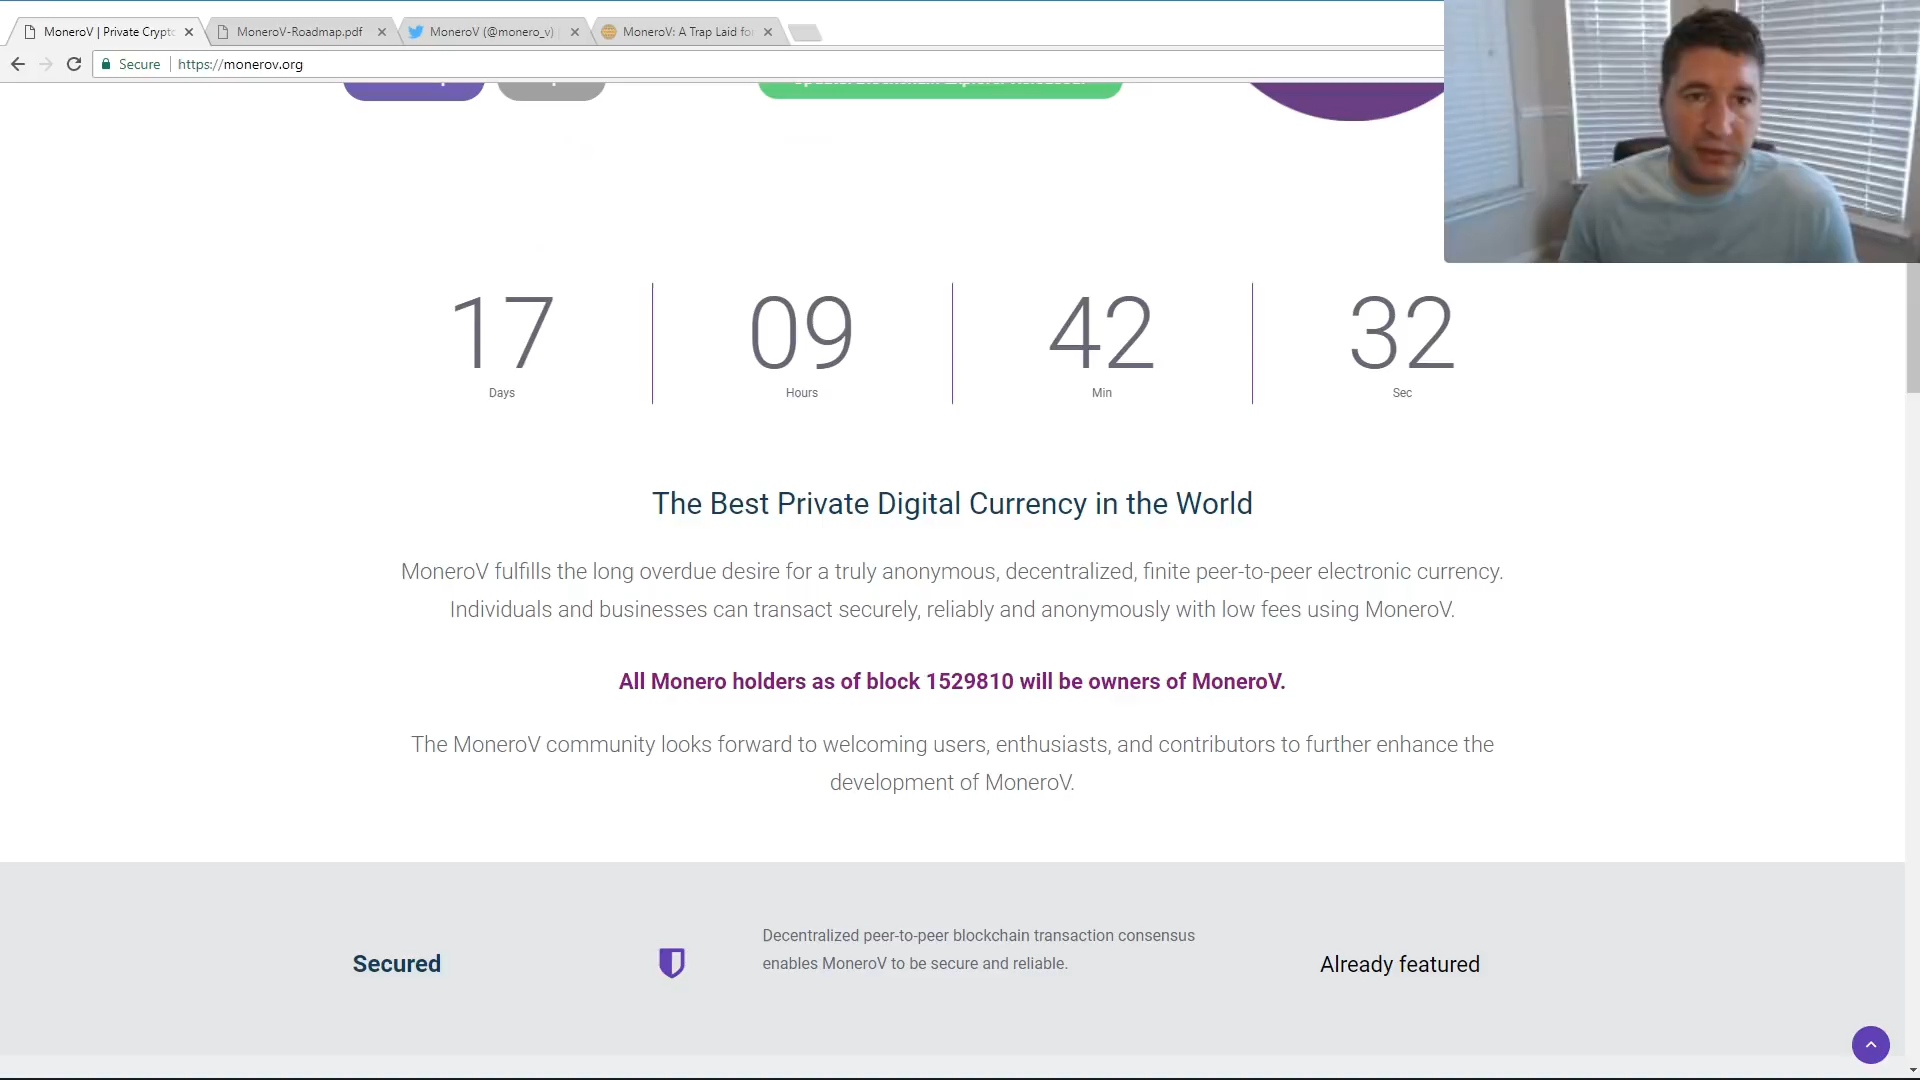 MoneroV | Private Crypto
MoneroV-Roadmap.pdf
MoneroV (@monero_v)
MoneroV: A Trap Laid fo
Secure
https://monerov.org
17
09
42
32
Days
Hours
Min
Sec
The Best Private Digital Currency in the World
MoneroV fulfills the long overdue desire for a truly anonymous, decentralized, finite peer-to-peer electronic currency.
Individuals and businesses can transact securely, reliably and anonymously with low fees using MoneroV.
All Monero holders as of block 1529810 will be owners of MoneroV.
The MoneroV community looks forward to welcoming users, enthusiasts, and contributors to further enhance the
development of MoneroV.
Secured
Decentralized peer-to-peer blockchain transaction consensus
enables MoneroV to be secure and reliable.
Already featured